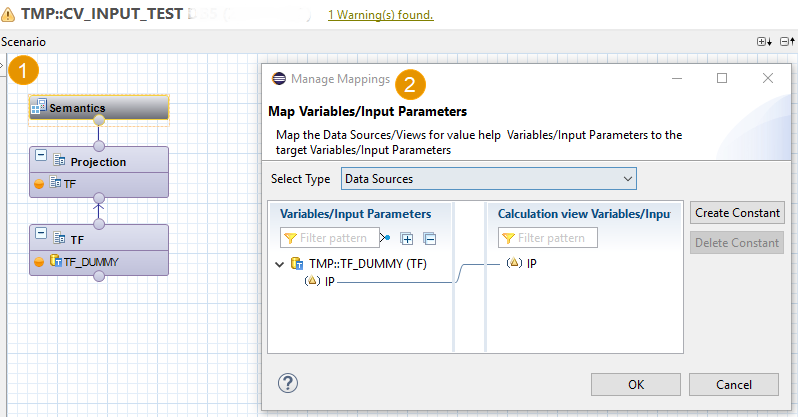 TMP::CV_INPUT_TEST
1 Warning(s) found.
Scenario
1
Semantics
Projection
TF
TF
TF_DUMMY
Manage Mappings
2
Map Variables/Input Parameters
Map the Data Sources/Views for value help Variables/Input Parameters to the
target Variables/Input Parameters
Select Type
Data Sources
Variables/Input Parameters
Calculation view Variables/Input
Filter pattern
Filter pattern
Create Constant
Delete Constant
TMP::TF_DUMMY (TF)
IP
IP
?
OK
Cancel